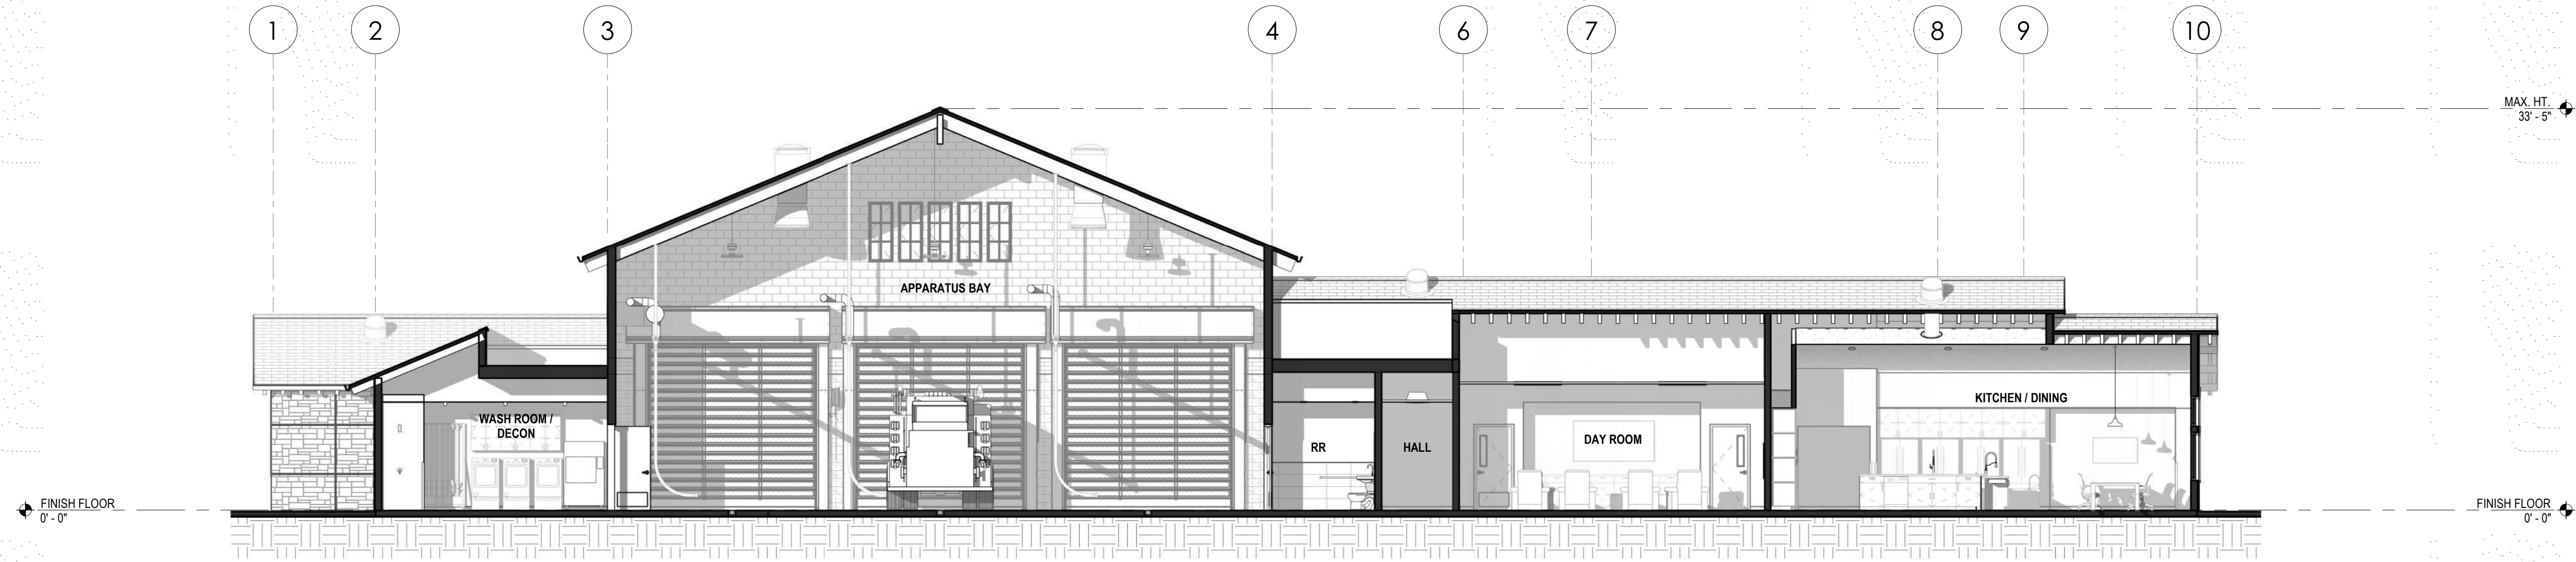 1 2 3 4 6 7 8 9 10
MAX. HT.
33' - 5"
APPARATUS BAY
WASH ROOM /
DECON
RR
HALL
DAY ROOM
KITCHEN / DINING
FINISH FLOOR
0' - 0"
FINISH FLOOR
0' - 0"